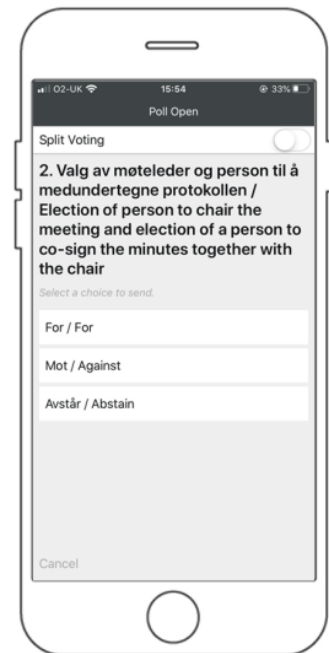 O2-UK 15:54 33%
Poll Open
Split Voting
2. Valg av møteleder og person til å
medundertegne protokollen /
Election of person to chair the
meeting and election of a person to
co-sign the minutes together with
the chair
Select a choice to send.
For / For
Mot / Against
Avstår / Abstain
Cancel